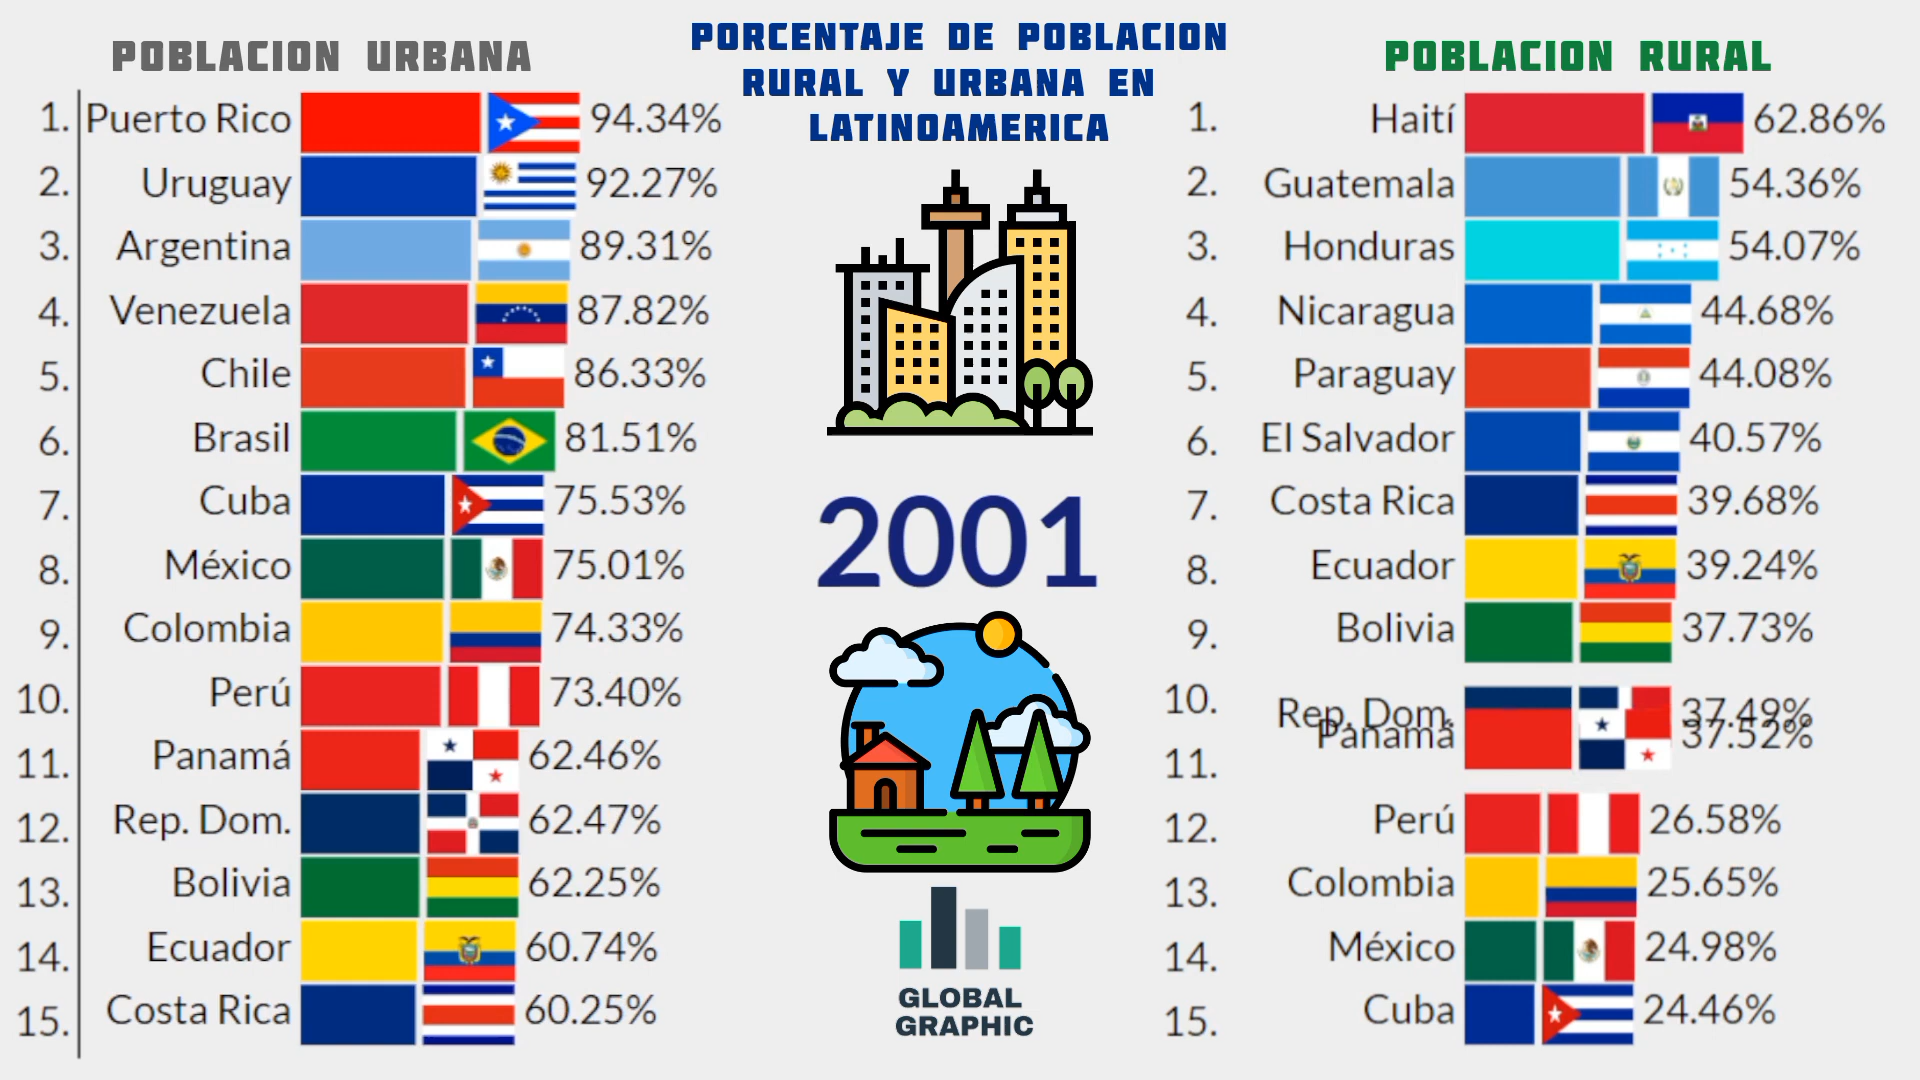 POBLACION URBANA
1. Puerto Rico 94.34%
2. Uruguay 92.27%
3. Argentina 89.31%
4. Venezuela 87.82%
5. Chile 86.33%
6. Brasil 81.51%
7. Cuba 75.53%
8. México 75.01%
9. Colombia 74.33%
10. Perú 73.40%
11. Panamá 62.46%
12. Rep. Dom. 62.47%
13. Bolivia 62.25%
14. Ecuador 60.74%
15. Costa Rica 60.25%
PORCENTAJE DE POBLACION
RURAL Y URBANA EN
LATINOAMERICA
2001
GLOBAL
GRAPHIC
POBLACION RURAL
1. Haití 62.86%
2. Guatemala 54.36%
3. Honduras 54.07%
4. Nicaragua 44.68%
5. Paraguay 44.08%
6. El Salvador 40.57%
7. Costa Rica 39.68%
8. Ecuador 39.24%
9. Bolivia 37.73%
10. Rep. Dom. 37.49%
11. Panamá 37.52%
12. Perú 26.58%
13. Colombia 25.65%
14. México 24.98%
15. Cuba 24.46%